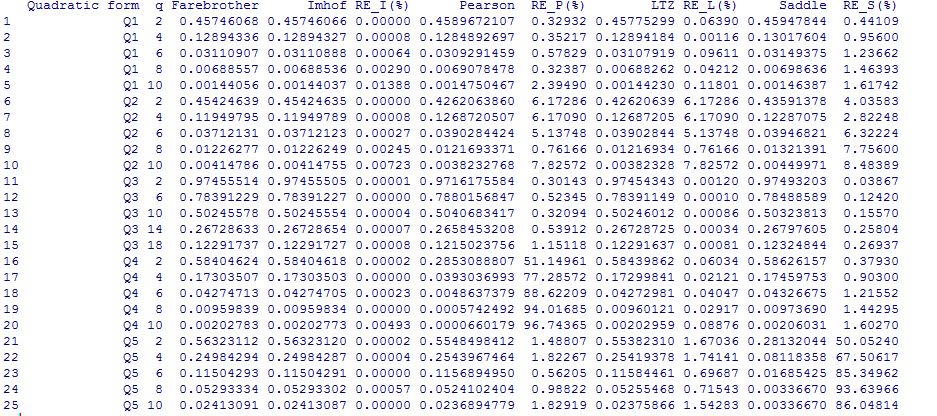 Quadratic form q Farebrother Imhof RE_I(%) Pearson RE_P(%) LTZ RE_L(%) Saddle RE_S(%)
1 Q1 2 0.45746068 0.45746066 0.00000 0.4589672107 0.32932 0.45775299 0.06390 0.45947844 0.44109
2 Q1 4 0.12894336 0.12894327 0.00008 0.1284892697 0.35217 0.12894184 0.00116 0.13017604 0.95600
3 Q1 6 0.03110907 0.03110888 0.00064 0.0309291459 0.57829 0.03107919 0.09611 0.03149375 1.23662
4 Q1 8 0.00688557 0.00688536 0.00290 0.0069078478 0.32387 0.00688262 0.04212 0.00698636 1.46393
5 Q1 10 0.00144056 0.00144037 0.01388 0.0014750467 2.39490 0.00144230 0.11801 0.00146387 1.61742
6 Q2 2 0.45424639 0.45424635 0.00000 0.4262063860 6.17286 0.42620639 6.17286 0.43591378 4.03583
7 Q2 4 0.11949795 0.11949789 0.00008 0.1268720507 6.17090 0.12687205 6.17090 0.12287075 2.82248
8 Q2 6 0.03712131 0.03712123 0.00027 0.0390284424 5.13748 0.03902844 5.13748 0.03946821 6.32224
9 Q2 8 0.01226277 0.01226249 0.00245 0.0121693371 0.76166 0.01216934 0.76166 0.01321391 7.75600
10 Q2 10 0.00414786 0.00414755 0.00723 0.0038232768 7.82572 0.00382328 7.82572 0.00449971 8.48389
11 Q3 2 0.97455514 0.97455505 0.00001 0.9716175584 0.30143 0.97454343 0.00120 0.97493203 0.03867
12 Q3 6 0.78391229 0.78391227 0.00000 0.7880156847 0.52345 0.78391149 0.00010 0.78488589 0.12420
13 Q3 10 0.50245578 0.50245554 0.00004 0.5040683417 0.32094 0.50246012 0.00086 0.50323813 0.15570
14 Q3 14 0.26728633 0.26728654 0.00007 0.2658453028 0.53912 0.26728725 0.00034 0.26797605 0.25804
15 Q3 18 0.12291737 0.12291727 0.00008 0.1215023756 1.15118 0.12291637 0.00081 0.12324844 0.26937
16 Q4 2 0.58404624 0.58404618 0.00002 0.2853088807 51.14961 0.58439862 0.06034 0.58626157 0.37930
17 Q4 4 0.17303507 0.17303503 0.00000 0.0393036993 77.28572 0.17299841 0.02121 0.17459753 0.90300
18 Q4 6 0.04274713 0.04274705 0.00023 0.0048637379 88.62209 0.04272981 0.04047 0.04326675 1.21552
19 Q4 8 0.00959839 0.00959834 0.00000 0.0005742492 94.01685 0.00960121 0.02917 0.00973690 1.44295
20 Q4 10 0.00202783 0.00202773 0.00493 0.0000660179 96.74365 0.00202959 0.08876 0.00206031 1.60270
21 Q5 2 0.56323112 0.56323120 0.00002 0.5548498412 1.48807 0.55382310 1.67036 0.28132044 50.05240
22 Q5 4 0.24984294 0.24984287 0.00004 0.2543967464 1.82267 0.25419378 1.74141 0.08118358 67.50617
23 Q5 6 0.11504293 0.11504291 0.00000 0.1156894950 0.56205 0.11584461 0.69687 0.01685425 85.34962
24 Q5 8 0.05293334 0.05293302 0.00057 0.0524102404 0.98822 0.05255468 0.71543 0.00336670 93.63966
25 Q5 10 0.02413091 0.02413087 0.00000 0.0236894779 1.82919 0.02375866 1.54283 0.00336670 86.04814